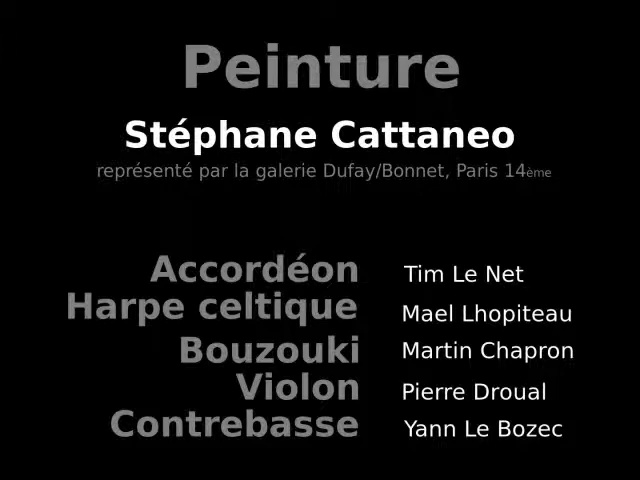 Peinture
Stéphane Cattaneo
représenté par la galerie Dufay/Bonnet, Paris 14ème
Accordéon Tim Le Net
Harpe celtique Mael Lhopiteau
Bouzouki Martin Chapron
Violon Pierre Droual
Contrebasse Yann Le Bozec